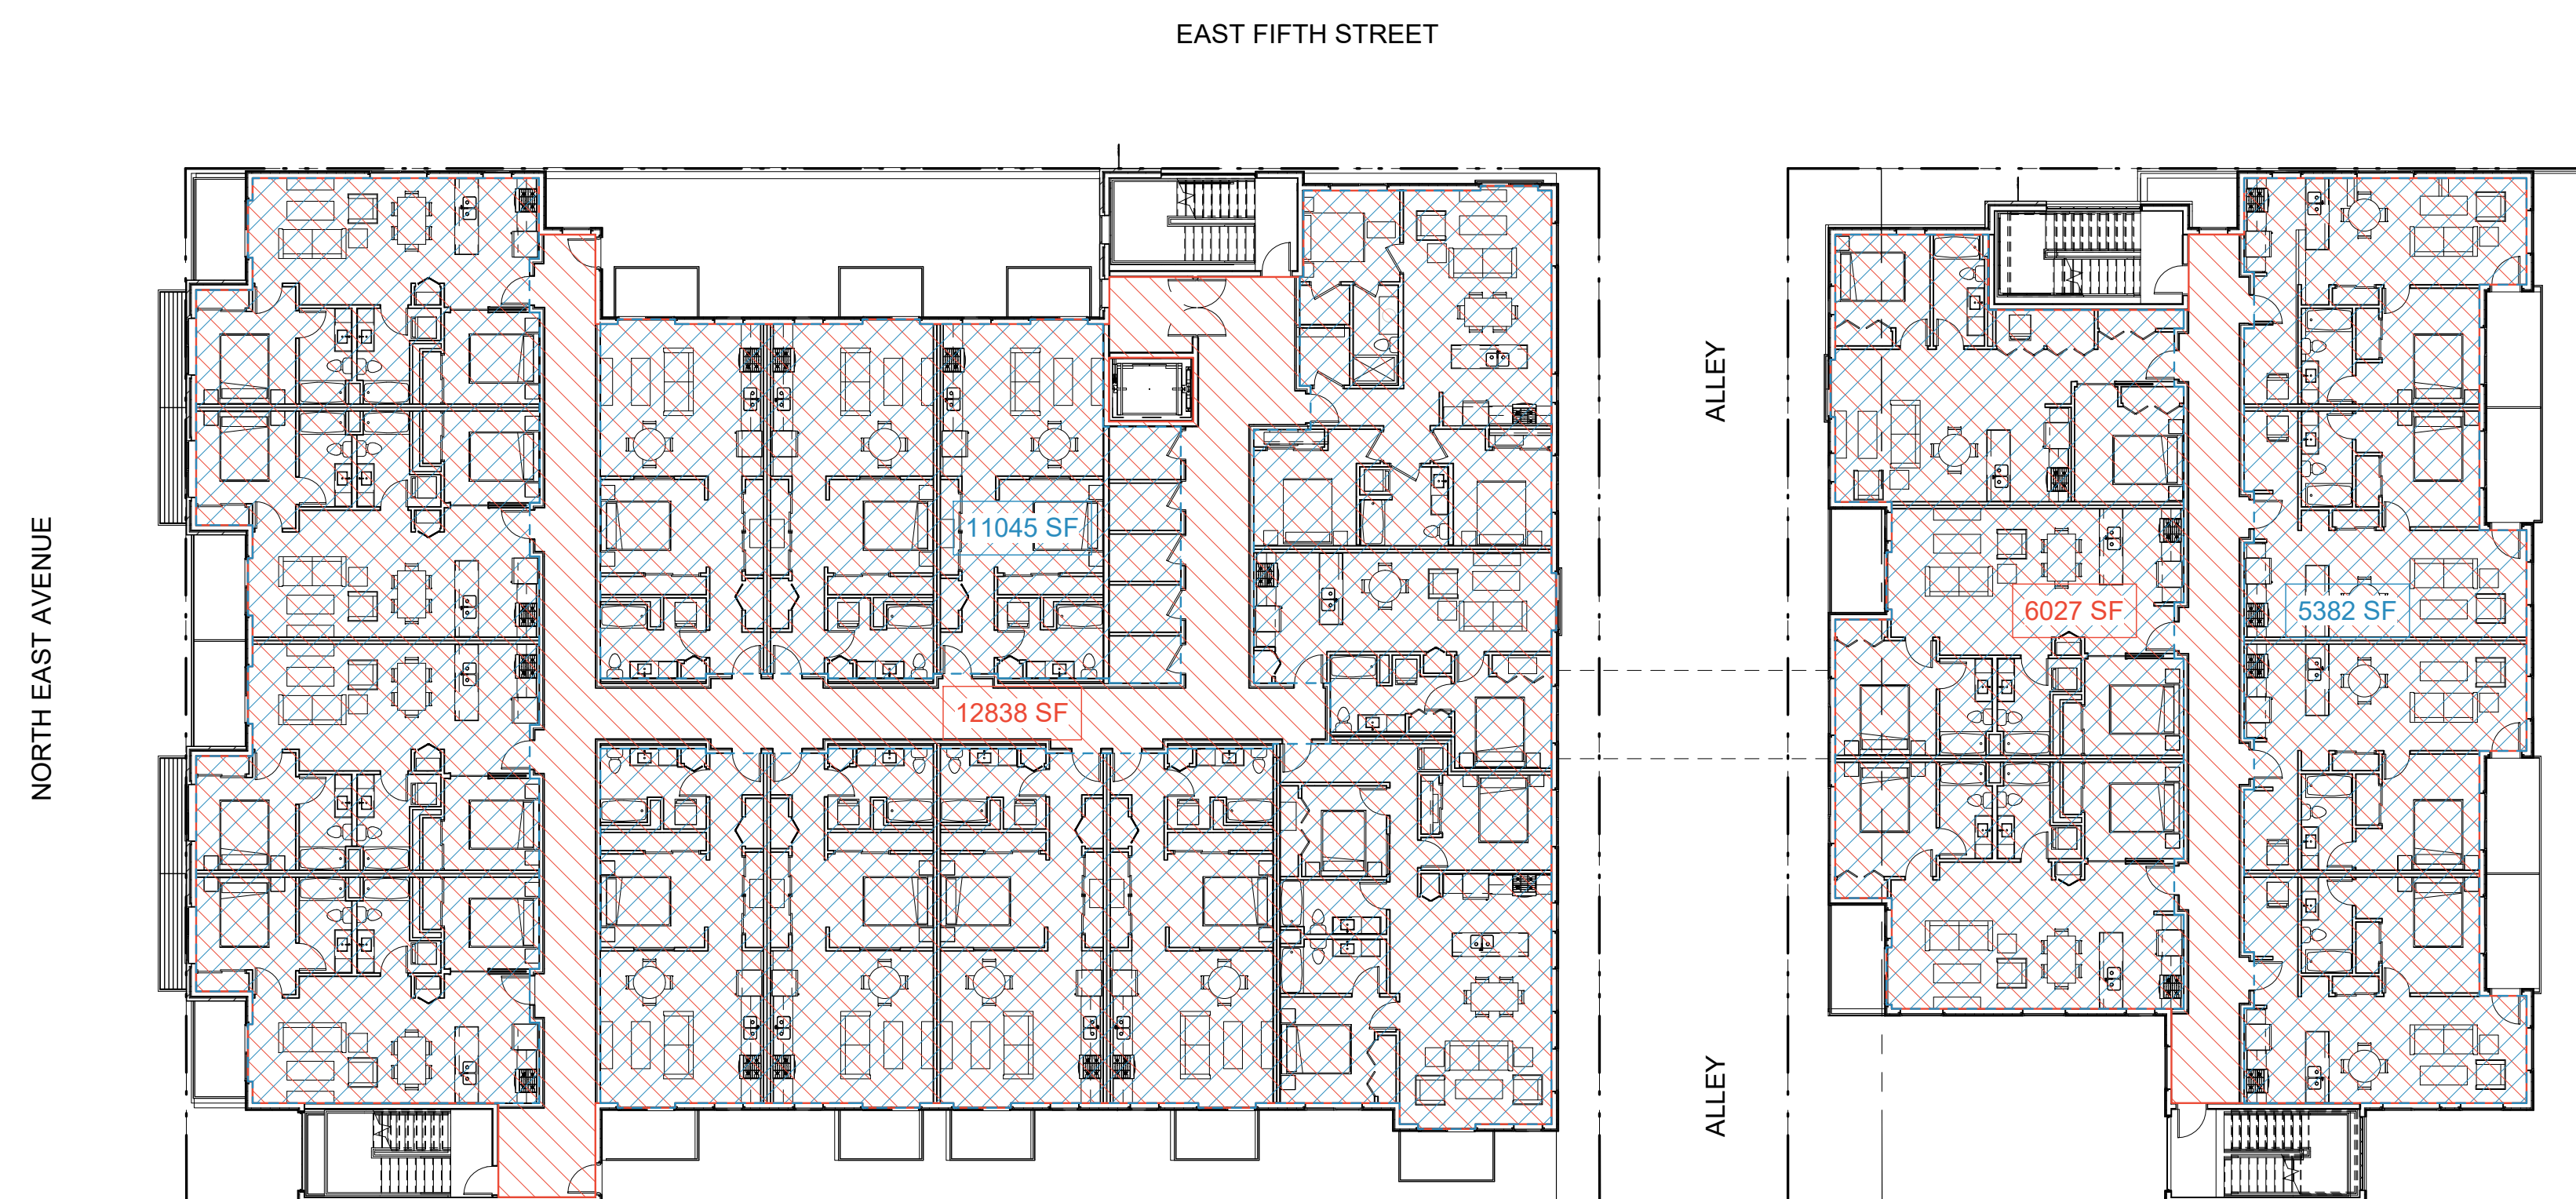 EAST FIFTH STREET
NORTH EAST AVENUE
ALLEY
11045 SF
6027 SF
5382 SF
12838 SF
ALLEY